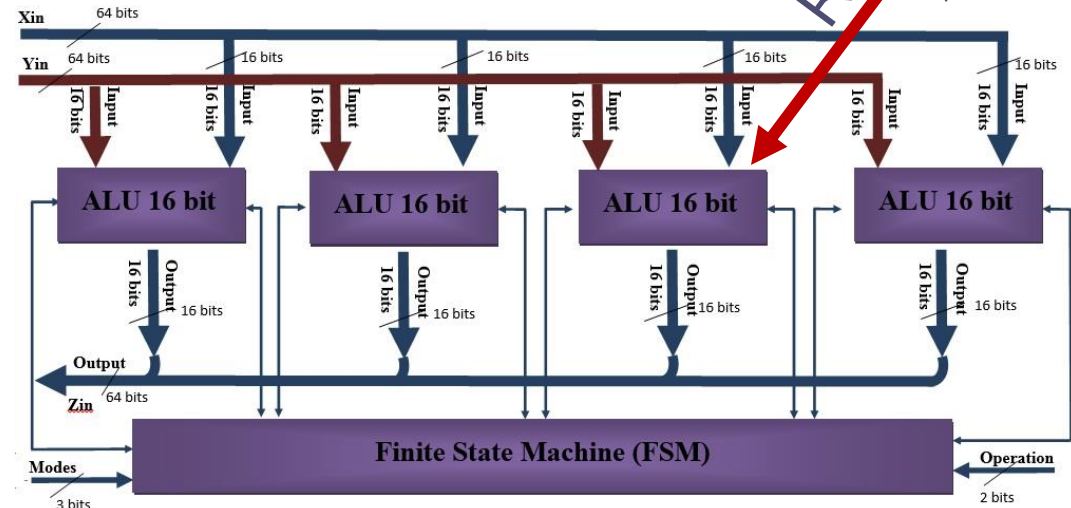 Xin
64 bits
Yin
64 bits
16 bits
16 bits
16 bits
16 bits
16 bits
Input
16 bits
Input
16 bits
Input
16 bits
Input
16 bits
Input
16 bits
Input
16 bits
Input
16 bits
Input
ALU 16 bit
ALU 16 bit
ALU 16 bit
ALU 16 bit
16 bits
Output
16 bits
16 bits
Output
16 bits
16 bits
Output
16 bits
16 bits
Output
16 bits
Output
64 bits
Zin
Finite State Machine (FSM)
Modes
3 bits
Operation
2 bits